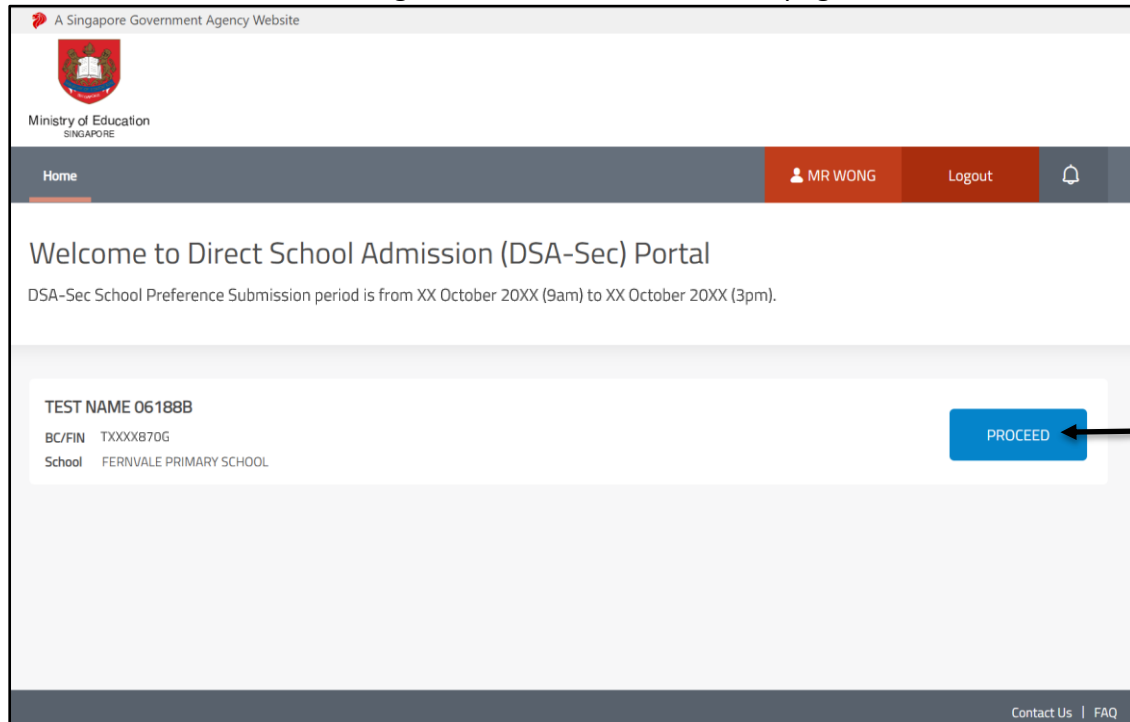 A Singapore Government Agency Website
Ministry of Education
SINGAPORE
Home
MR WONG
Logout
Welcome to Direct School Admission (DSA-Sec) Portal
DSA-Sec School Preference Submission period is from XX October 20XX (9am) to XX October 20XX (3pm).
TEST NAME 06188B
BC/FIN TXXXX870G
School FERNVALE PRIMARY SCHOOL
PROCEED
Contact Us | FAQ